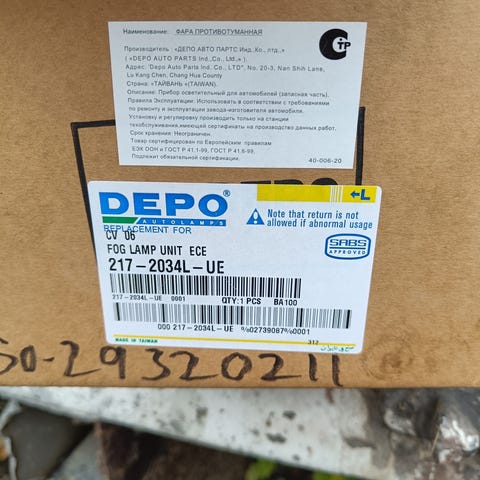 Наименование: ФАРА ПРОТИВОТУМАННАЯ
Производитель: «ДЕПО АВТО ПАРТС Инд.,Ко., лтд.,»
( «DEPO AUTO PARTS Ind.,Co., Ltd.,» ).
Адрес: "Depo Auto Parts Ind. Co., LTD", No. 20-3, Nan Shih Lane,
Lu Kang Chen, Chang Hua County
Страна: «ТАЙВАНЬ «(TAIWAN).
Описание: Прибор осветительный для автомобилей (запасная часть).
Правила Эксплуатации: Использовать в соответствии с требованиями
по ремонту и эксплуатации завода-изготовителя автомобиля.
Установку и регулировку производить только на станции
техобслуживания,имеющей сертификаты на производство данных работ.
Срок хранения: Неограничен.
Товар сертифицирован по Европейским правилам
ЕЭК ООН и ГОСТ Р 41.1-99, ГОСТ Р 41.6-99,
Подлежит обязательной сертификации.
40-006-20
ТР
DEPO®
AUTOLAMPS
REPLACEMENT FOR
CV '06
FOG LAMP UNIT ECE
217-2034L-UE
←L
Note that return is not
allowed if abnormal usage
SABS
APPROVED
217-2034L-UE 0001 QTY:1 PCS BA100
000 217-2034L-UE %02739087%0001
MADE IN TAIWAN
312
50-29320211